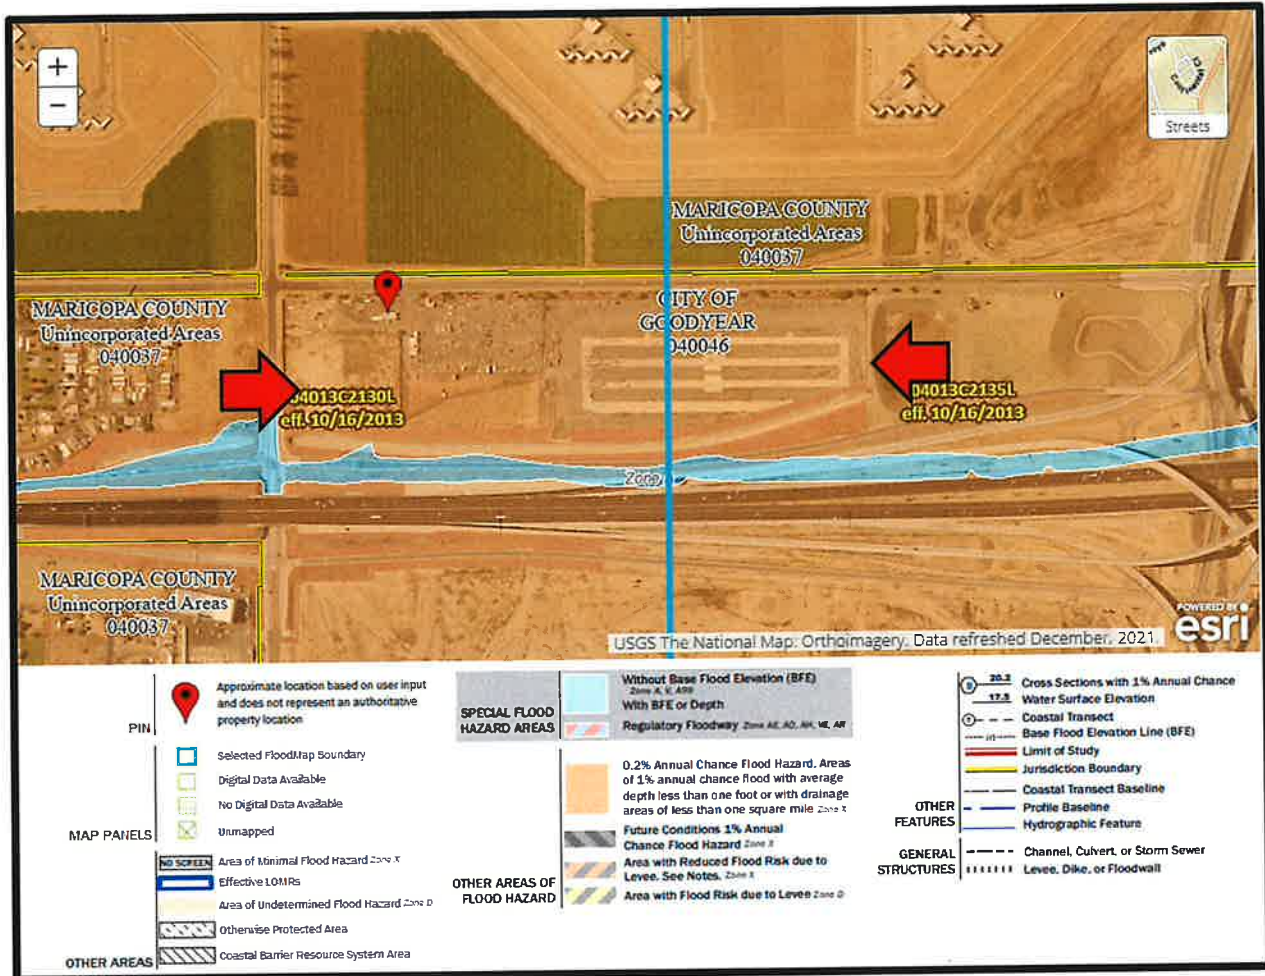 +
−
Streets
MARICOPA COUNTY
Unincorporated Areas
040037
MARICOPA COUNTY
Unincorporated Areas
040037
CITY OF
GOODYEAR
040046
04013C2130L
eff. 10/16/2013
04013C2135L
eff. 10/16/2013
Zone
MARICOPA COUNTY
Unincorporated Areas
040037
POWERED BY
esri
USGS The National Map: Orthoimagery. Data refreshed December, 2021.
PIN
Approximate location based on user input
and does not represent an authoritative
property location
MAP PANELS
Selected FloodMap Boundary
Digital Data Available
No Digital Data Available
Unmapped
OTHER AREAS
NO SCREEN Area of Minimal Flood Hazard Zone X
Effective LOMRs
Area of Undetermined Flood Hazard Zone D
Otherwise Protected Area
Coastal Barrier Resource System Area
SPECIAL FLOOD
HAZARD AREAS
Without Base Flood Elevation (BFE)
Zone A, V, A99
With BFE or Depth
Regulatory Floodway Zone AE, AO, AH, VE, AR
OTHER AREAS OF
FLOOD HAZARD
0.2% Annual Chance Flood Hazard, Areas
of 1% annual chance flood with average
depth less than one foot or with drainage
areas of less than one square mile Zone X
Future Conditions 1% Annual
Chance Flood Hazard Zone X
Area with Reduced Flood Risk due to
Levee. See Notes. Zone X
Area with Flood Risk due to Levee Zone D
OTHER
FEATURES
20.2 Cross Sections with 1% Annual Chance
17.5 Water Surface Elevation
Coastal Transect
Base Flood Elevation Line (BFE)
Limit of Study
Jurisdiction Boundary
Coastal Transect Baseline
Profile Baseline
Hydrographic Feature
GENERAL
STRUCTURES
Channel, Culvert, or Storm Sewer
Levee, Dike, or Floodwall